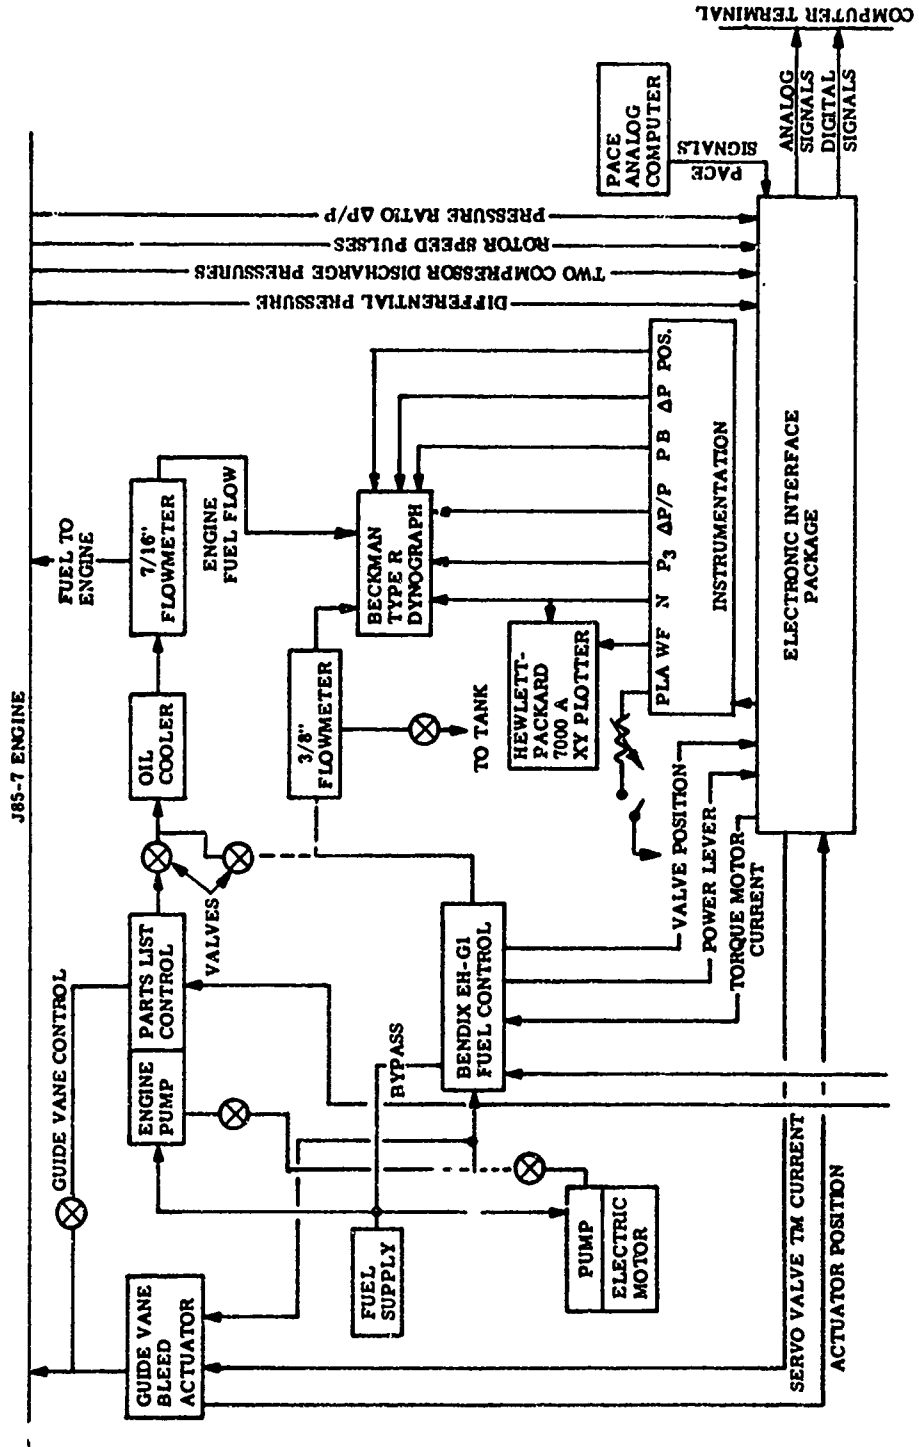 J85-7 ENGINE
GUIDE VANE CONTROL
FUEL TO
ENGINE
GUIDE VANE
BLEED
ACTUATOR
ENGINE
PUMP
PARTS LIST
CONTROL
VALVES
OIL
COOLER
7/16"
FLOWMETER
ENGINE
FUEL FLOW
DIFFERENTIAL PRESSURE
TWO COMPRESSOR DISCHARGE PRESSURES
ROTOR SPEED PULSES
PRESSURE RATIO ΔP/P
FUEL
SUPPLY
BYPASS
3/8"
FLOWMETER
TO TANK
BECKMAN
TYPE R
DYNOGRAPH
BENDIX EH-G1
FUEL CONTROL
HEWLETT-
PACKARD
7000 A
XY PLOTTER
PUMP
ELECTRIC
MOTOR
PLA WF N P3 ΔP/P P B ΔP POS.
INSTRUMENTATION
VALVE POSITION
POWER LEVER
TORQUE MOTOR
CURRENT
PACE
ANALOG
COMPUTER
PACE
SIGNALS
SERVO VALVE TM CURRENT
ACTUATOR POSITION
ELECTRONIC INTERFACE
PACKAGE
ANALOG
SIGNALS
DIGITAL
SIGNALS
COMPUTER TERMINAL